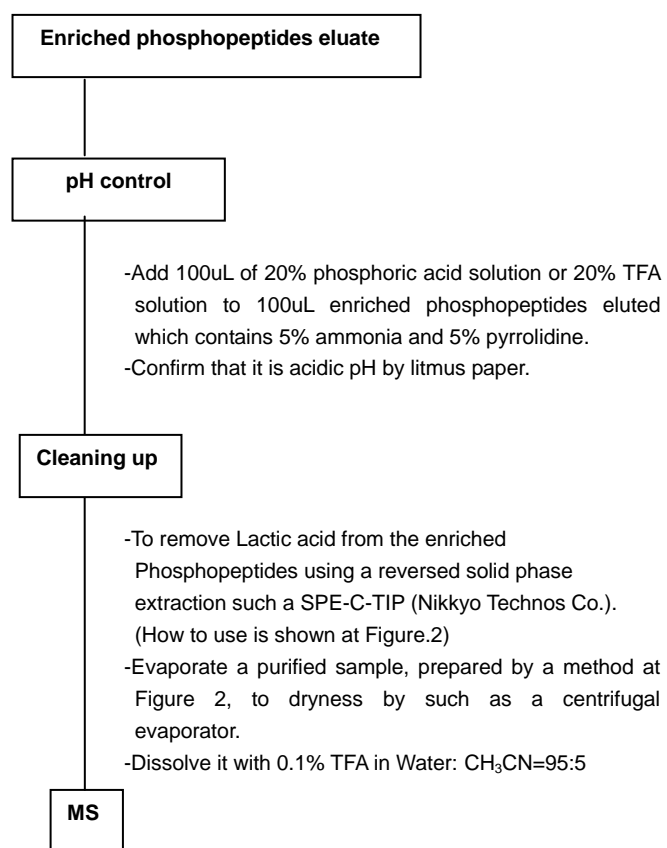 Enriched phosphopeptides eluate
pH control
-Add 100uL of 20% phosphoric acid solution or 20% TFA
solution to 100uL enriched phosphopeptides eluted
which contains 5% ammonia and 5% pyrrolidine.
-Confirm that it is acidic pH by litmus paper.
Cleaning up
-To remove Lactic acid from the enriched
Phosphopeptides using a reversed solid phase
extraction such a SPE-C-TIP (Nikkyo Technos Co.).
(How to use is shown at Figure.2)
-Evaporate a purified sample, prepared by a method at
Figure 2, to dryness by such as a centrifugal
evaporator.
-Dissolve it with 0.1% TFA in Water: CH₃CN=95:5
MS